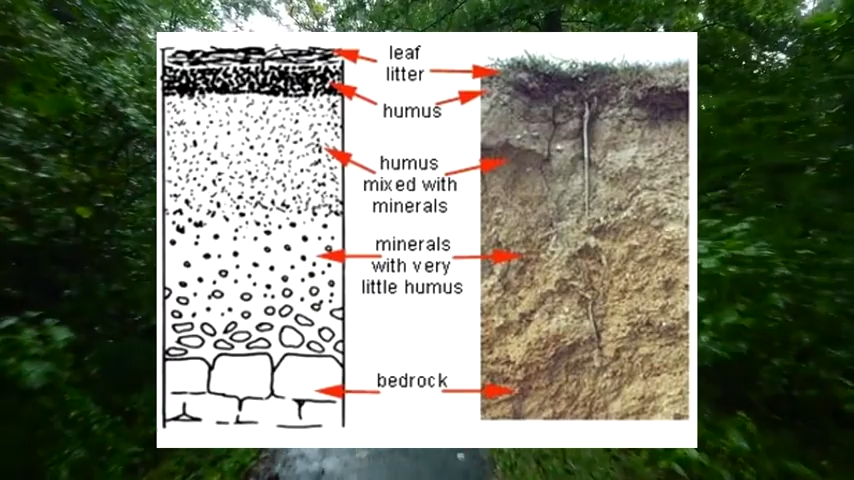 leaf
litter
humus
humus
mixed with
minerals
minerals
with very
little humus
bedrock